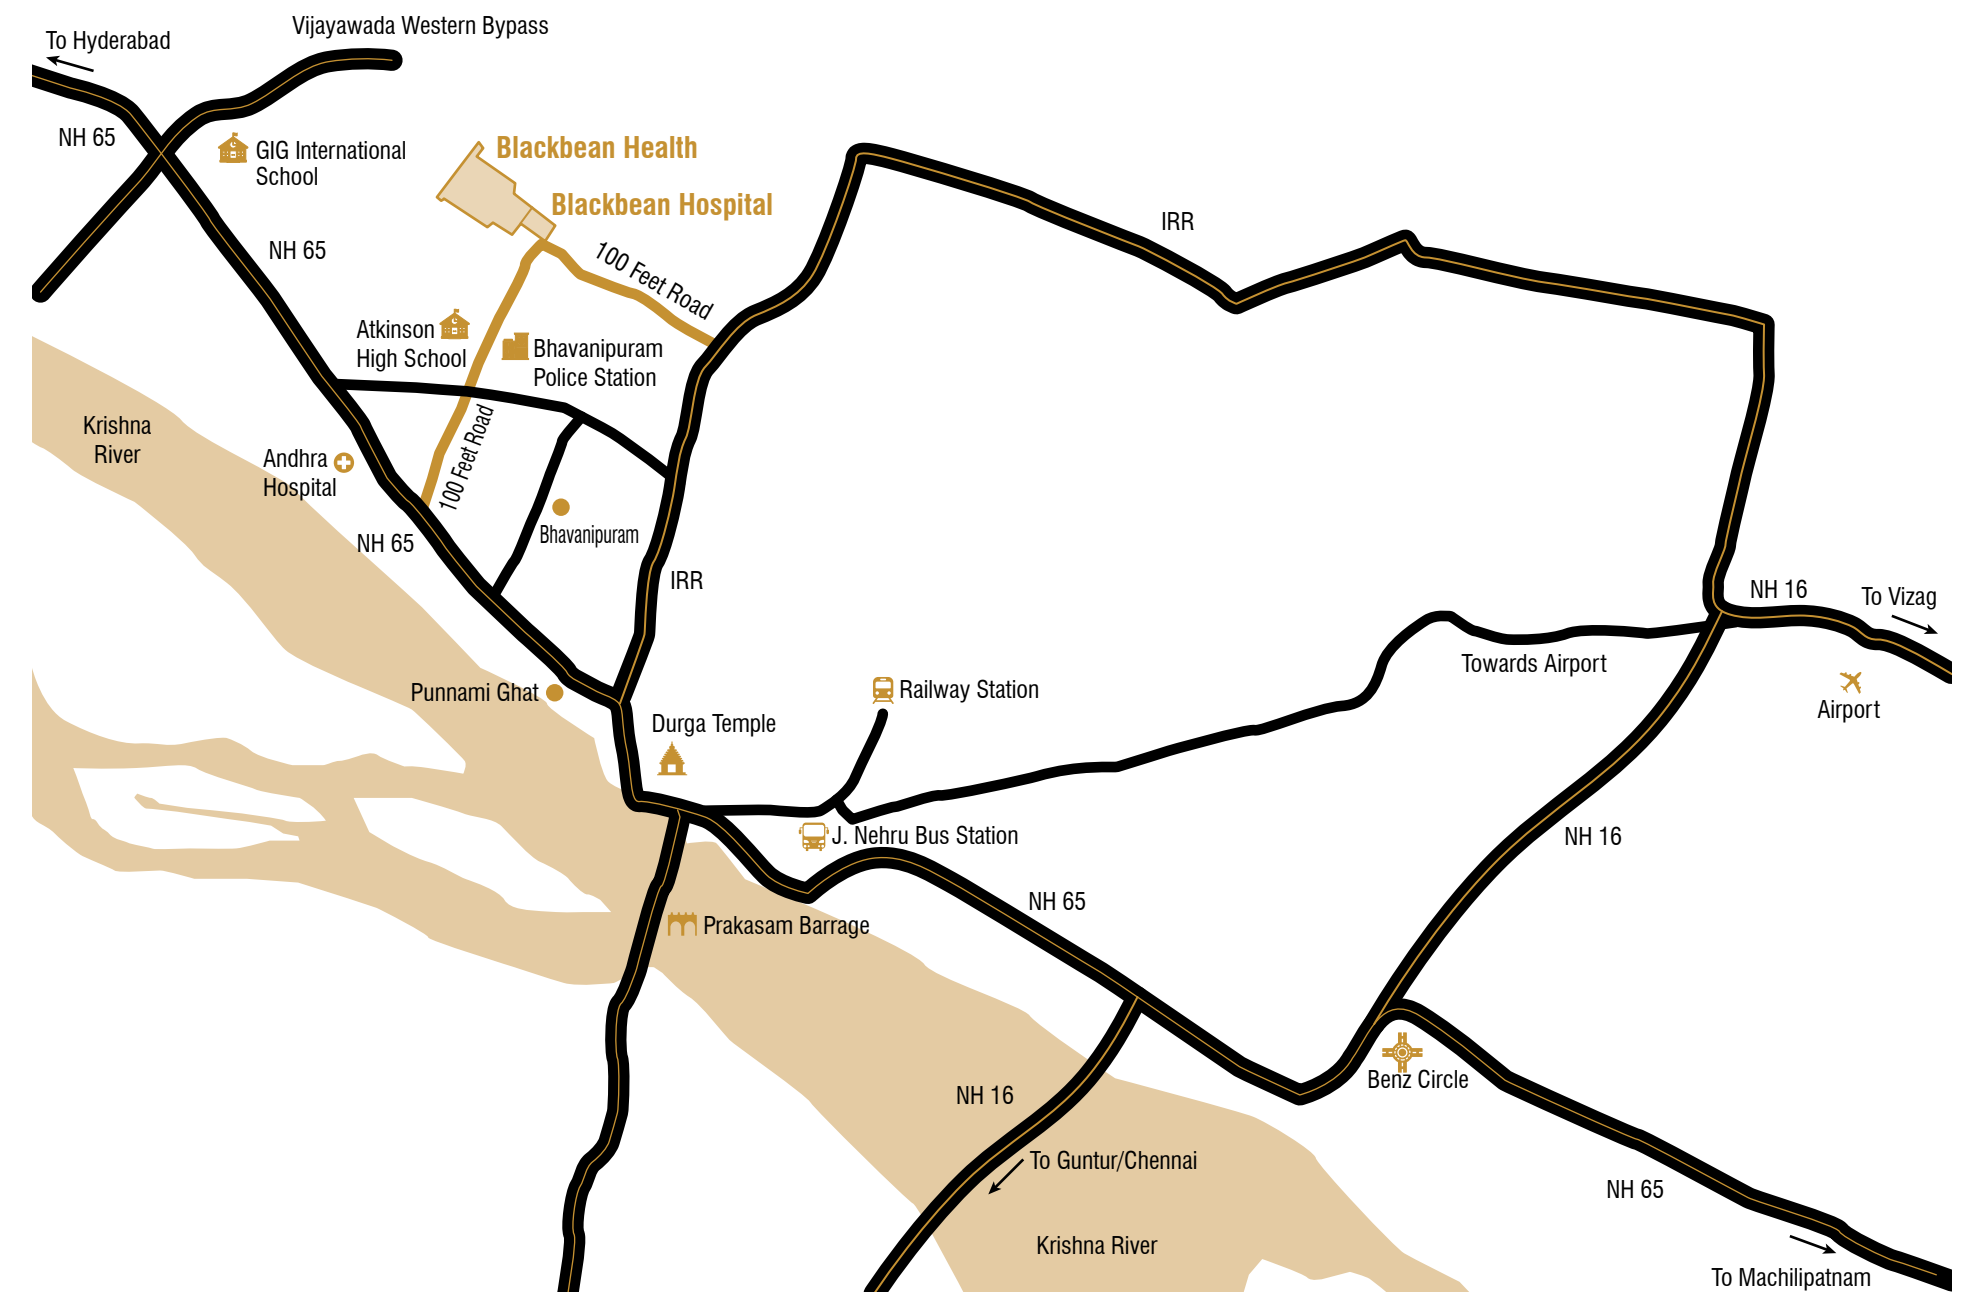 Vijayawada Western Bypass
To Hyderabad
NH 65
GIG International
School
Blackbean Health
Blackbean Hospital
IRR
NH 65
100 Feet Road
Atkinson
High School
Bhavanipuram
Police Station
Krishna
River
100 Feet Road
Andhra
Hospital
Bhavanipuram
NH 65
IRR
NH 16
To Vizag
Towards Airport
Airport
Punnami Ghat
Railway Station
Durga Temple
J. Nehru Bus Station
NH 16
NH 65
Prakasam Barrage
Benz Circle
NH 16
To Guntur/Chennai
NH 65
Krishna River
To Machilipatnam